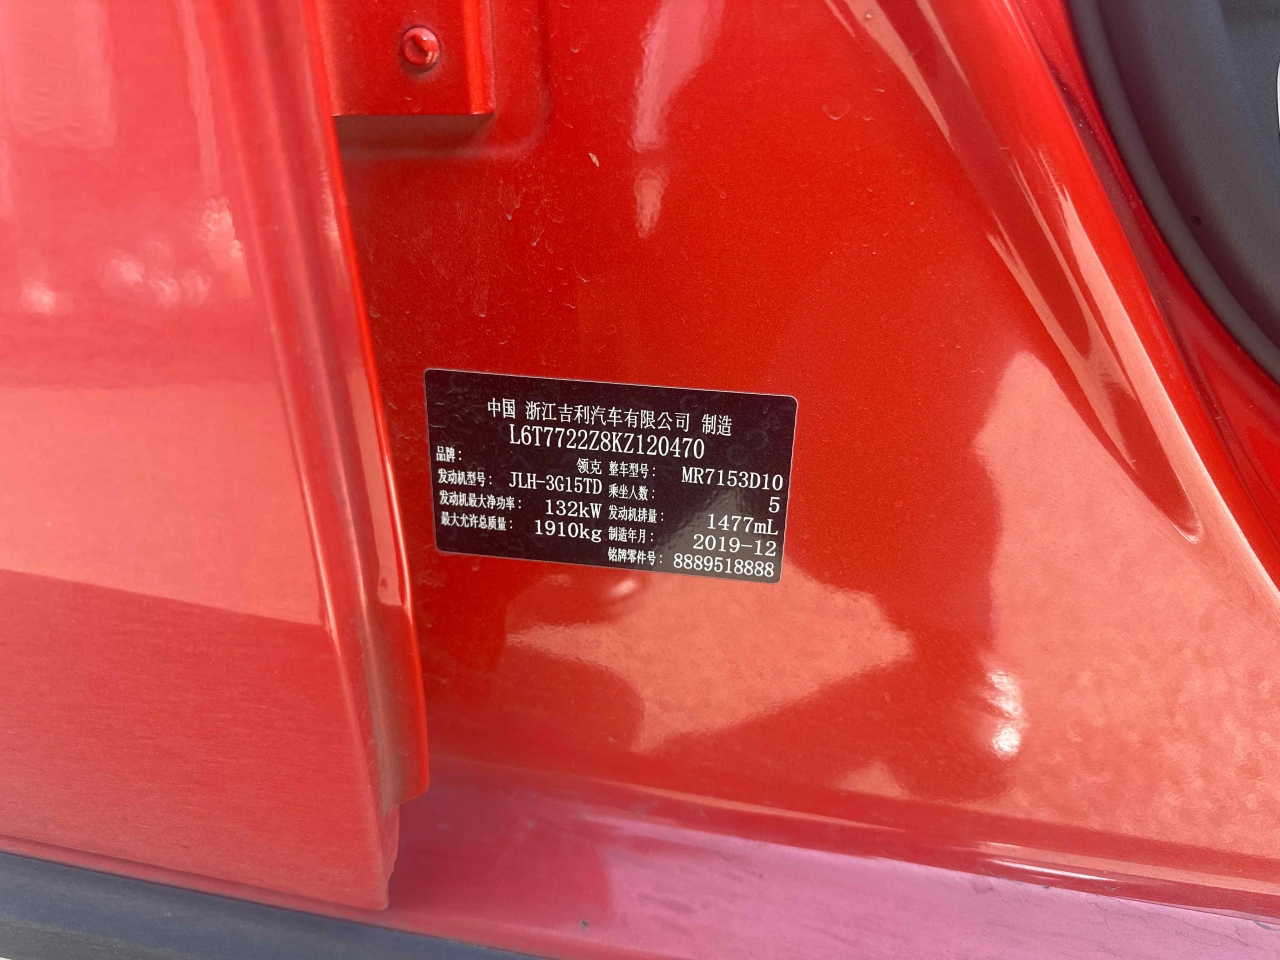 中国 浙江吉利汽车有限公司 制造
L6T7722Z8KZ120470
品牌： 领克 整车型号： MR7153D10
发动机型号： JLH-3G15TD 乘坐人数： 5
发动机最大净功率： 132kW 发动机排量： 1477mL
最大允许总质量： 1910kg 制造年月： 2019-12
铭牌零件号： 8889518888